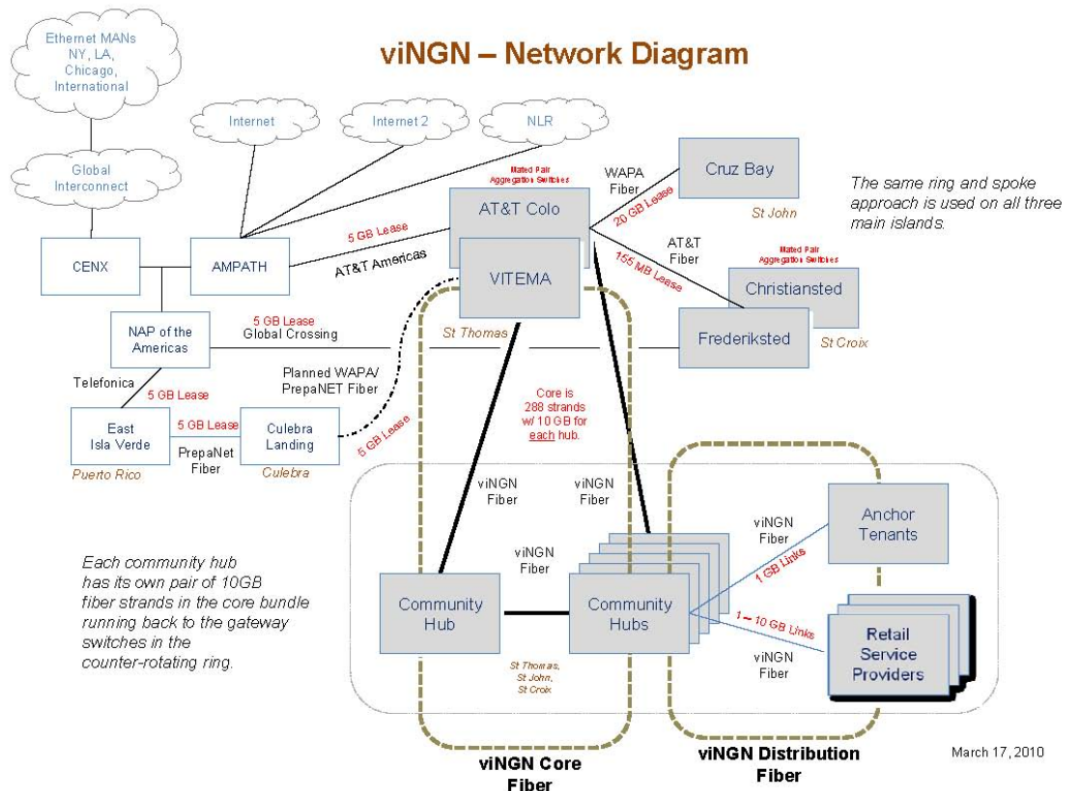 viNGN – Network Diagram
Ethernet MANs
NY, LA,
Chicago,
International
Internet
Internet 2
NLR
Global
Interconnect
Mated Pair
Aggregation Switches
AT&T Colo
VITEMA
St Thomas
WAPA
Fiber
20 GB Lease
Cruz Bay
St John
The same ring and spoke
approach is used on all three
main islands.
AT&T
Fiber
155 MB Lease
Mated Pair
Aggregation Switches
Christiansted
Frederiksted
St Croix
CENX
AMPATH
5 GB Lease
AT&T Americas
NAP of the
Americas
5 GB Lease
Global Crossing
Telefonica
5 GB Lease
Planned WAPA/
PrepaNET Fiber
5 GB Lease
East
Isla Verde
Puerto Rico
5 GB Lease
PrepaNet
Fiber
Culebra
Landing
Culebra
Core is
288 strands
w/ 10 GB for
each hub.
viNGN
Fiber
viNGN
Fiber
viNGN
Fiber
Each community hub
has its own pair of 10GB
fiber strands in the core bundle
running back to the gateway
switches in the
counter-rotating ring.
Community
Hub
Community
Hubs
St Thomas,
St John,
St Croix
viNGN
Fiber
1 GB Links
Anchor
Tenants
1 – 10 GB Links
viNGN
Fiber
Retail
Service
Providers
viNGN Core
Fiber
viNGN Distribution
Fiber
March 17, 2010